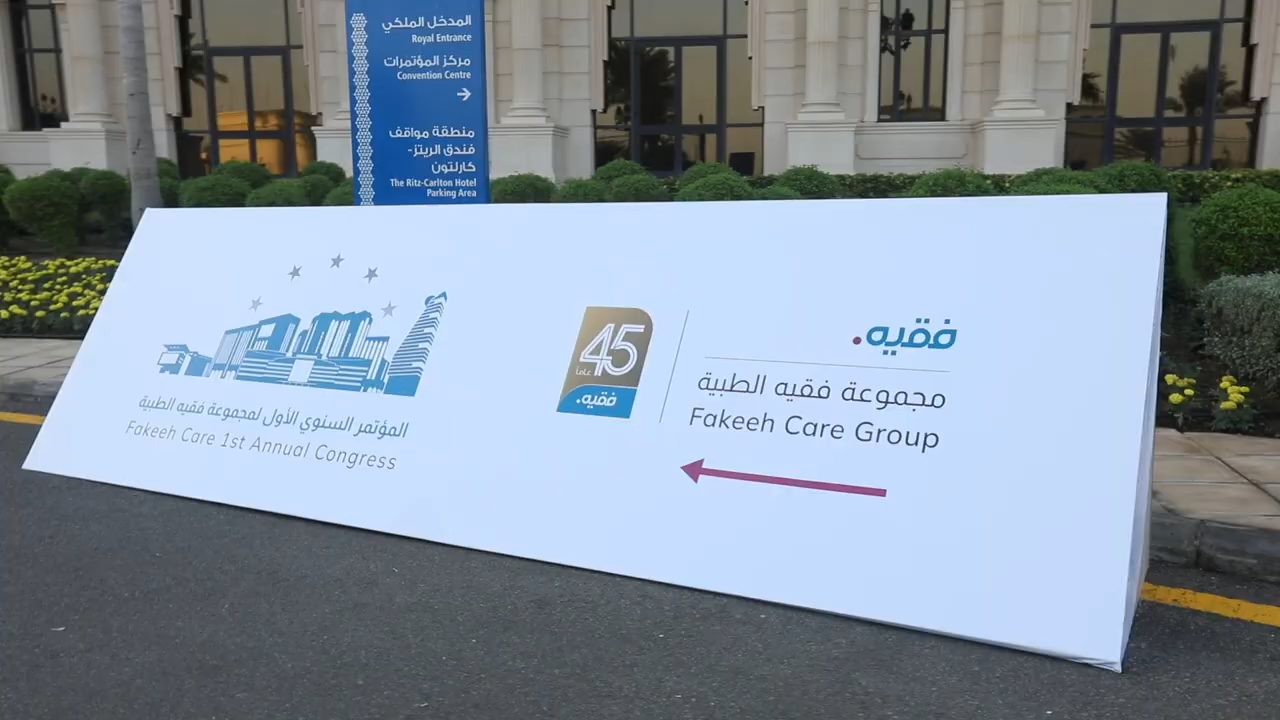 المدخل الملكي
Royal Entrance
مركز المؤتمرات
Convention Centre
منطقة مواقف
فندق الريتز-
كارلتون
The Ritz-Carlton Hotel
Parking Area
المؤتمر السنوي الأول لمجموعة فقيه الطبية
Fakeeh Care 1st Annual Congress
45
عاماً
فقيه.
فقيه.
مجموعة فقيه الطبية
Fakeeh Care Group